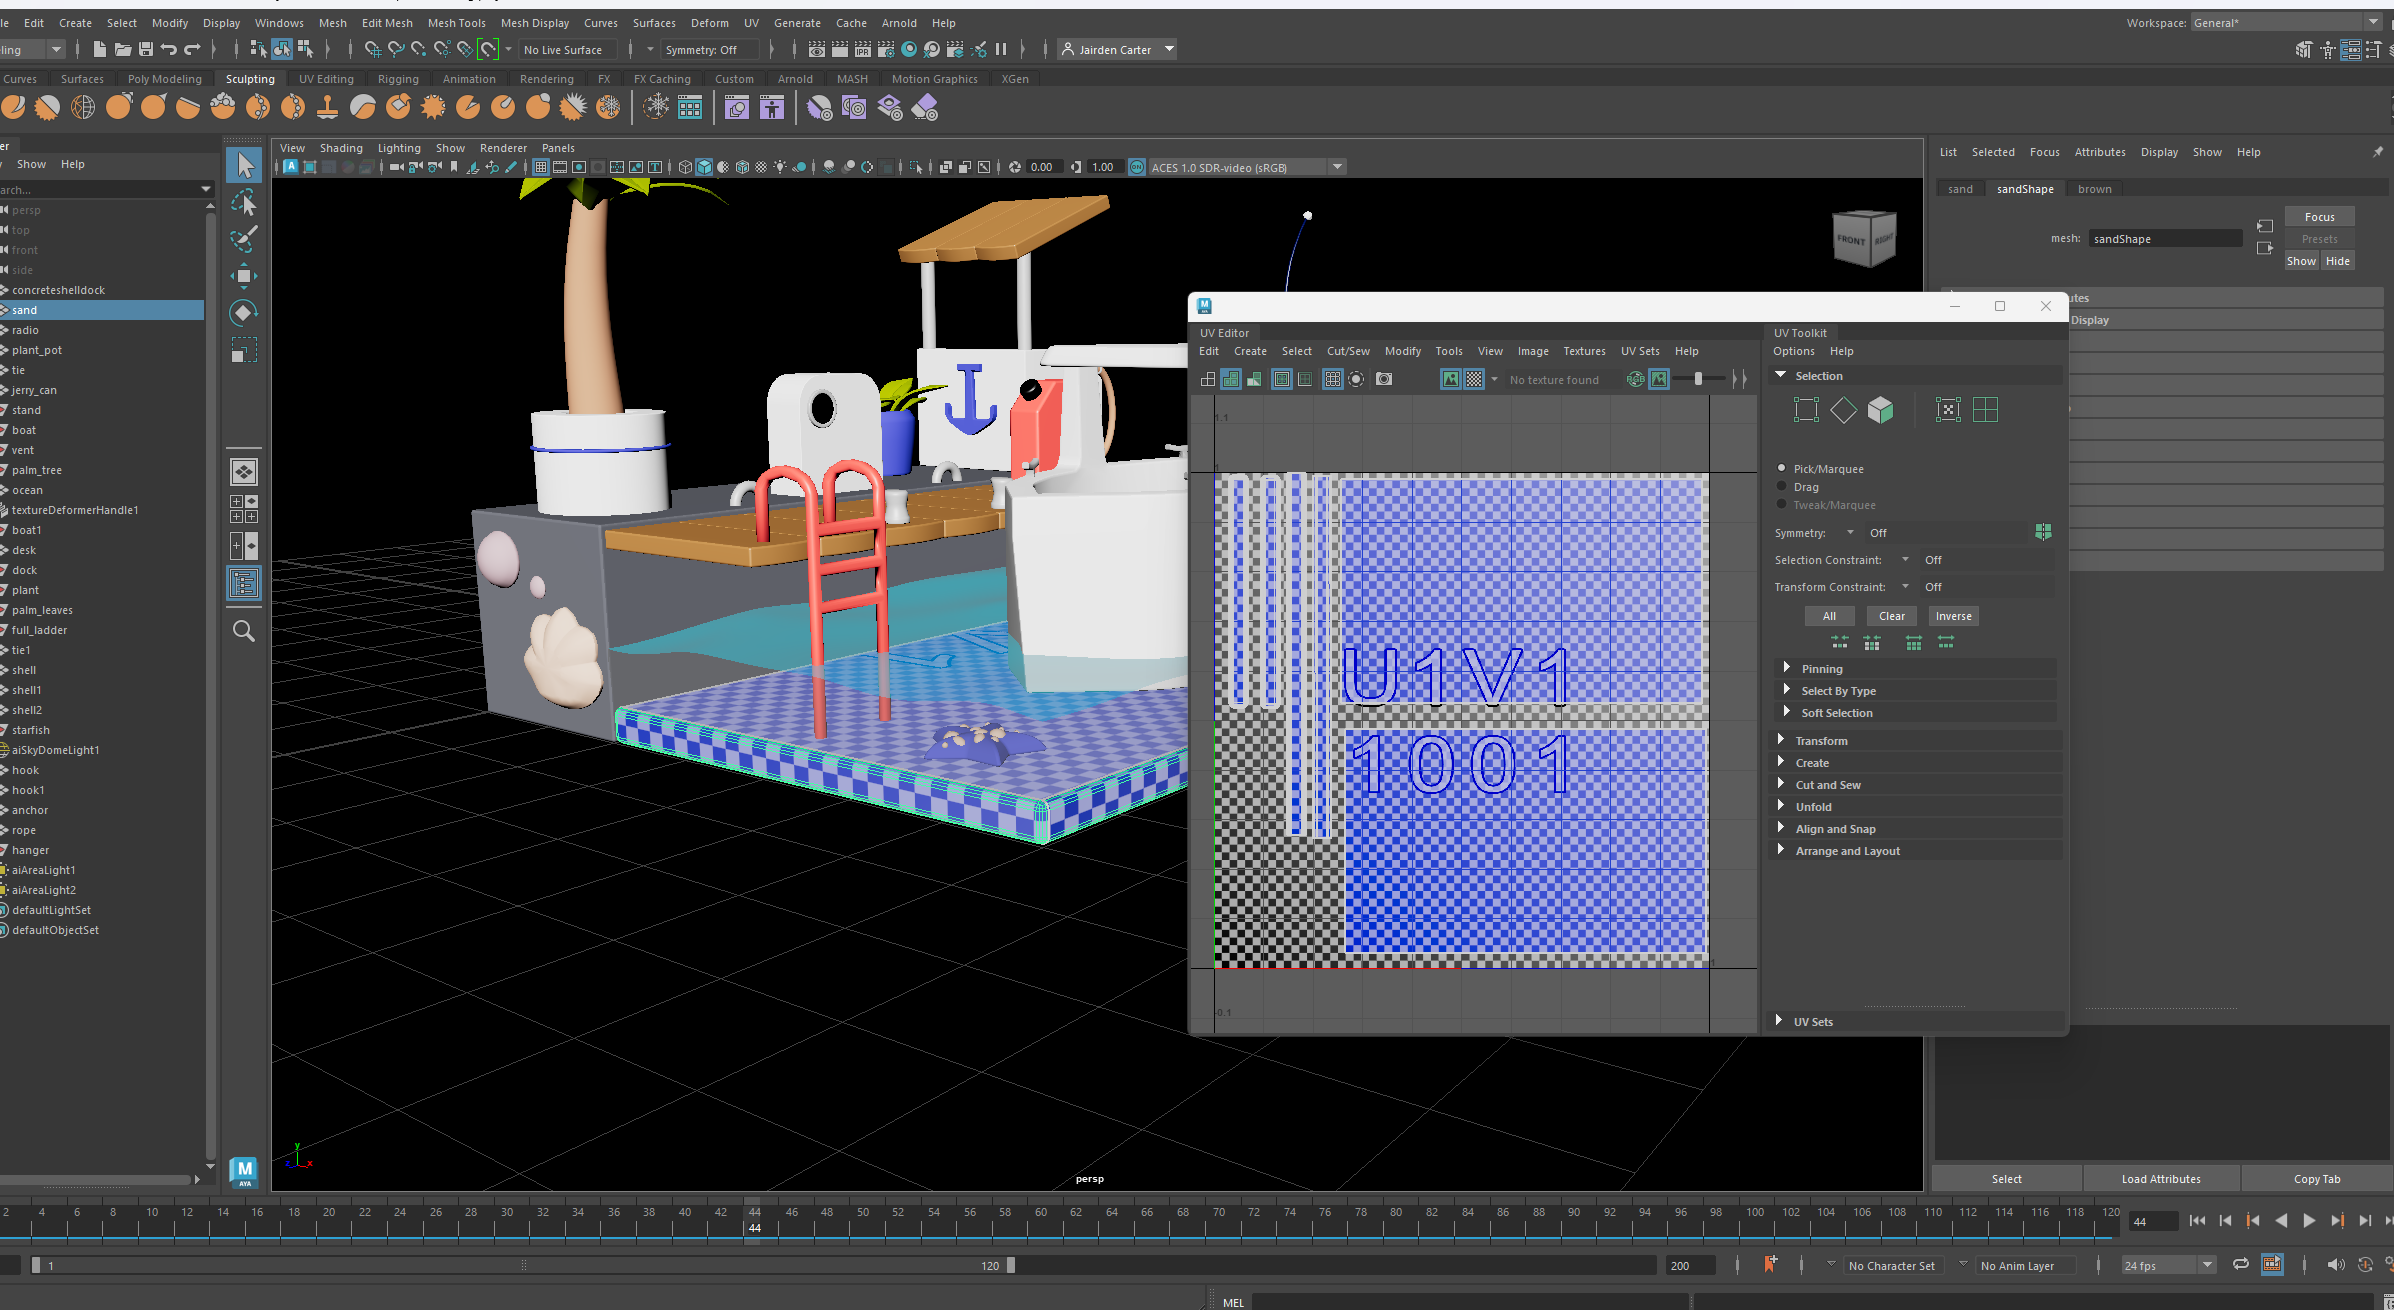 Edit Create Select Modify Display Windows Mesh Edit Mesh Mesh Tools Mesh Display Curves Surfaces Deform UV Generate Cache Arnold Help
Workspace: General*
ling No Live Surface Symmetry: Off Jairden Carter
Curves Surfaces Poly Modeling Sculpting UV Editing Rigging Animation Rendering FX FX Caching Custom Arnold MASH Motion Graphics XGen
Show Help
arch...
persp
top
front
side
concreteshelldock
sand
radio
plant_pot
tie
jerry_can
stand
boat
vent
palm_tree
ocean
textureDeformerHandle1
boat1
desk
dock
plant
palm_leaves
full_ladder
tie1
shell
shell1
shell2
starfish
aiSkyDomeLight1
hook
hook1
anchor
rope
hanger
aiAreaLight1
aiAreaLight2
defaultLightSet
defaultObjectSet
M
AYA
View Shading Lighting Show Renderer Panels
0.00 1.00 ACES 1.0 SDR-video (sRGB)
FRONT RIGHT
persp
y
z x
UV Editor
Edit Create Select Cut/Sew Modify Tools View Image Textures UV Sets Help
No texture found
1.1
U1V1
1001
1
-0.1
UV Toolkit
Options Help
Selection
Pick/Marquee
Drag
Tweak/Marquee
Symmetry: Off
Selection Constraint: Off
Transform Constraint: Off
All Clear Inverse
Pinning
Select By Type
Soft Selection
Transform
Create
Cut and Sew
Unfold
Align and Snap
Arrange and Layout
UV Sets
List Selected Focus Attributes Display Show Help
sand sandShape brown
mesh: sandShape
Focus
Presets
Show Hide
utes
Display
Select Load Attributes Copy Tab
2 4 6 8 10 12 14 16 18 20 22 24 26 28 30 32 34 36 38 40 42 44 46 48 50 52 54 56 58 60 62 64 66 68 70 72 74 76 78 80 82 84 86 88 90 92 94 96 98 100 102 104 106 108 110 112 114 116 118 120
44
44
1 120 200 No Character Set No Anim Layer 24 fps
MEL